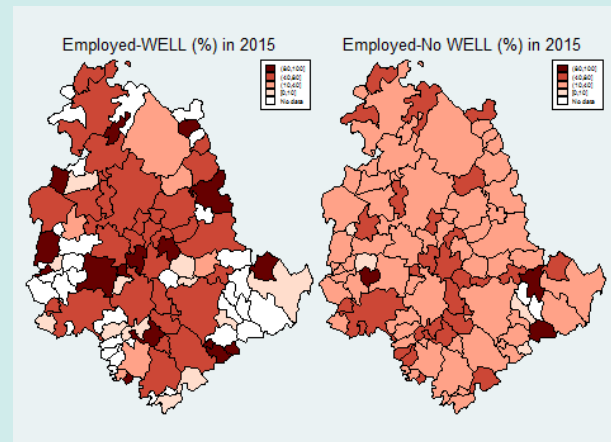 Employed-WELL (%) in 2015
(60,100]
(40,60]
(10,40]
[0,10]
No data
Employed-No WELL (%) in 2015
(60,100]
(40,60]
(10,40]
[0,10]
No data